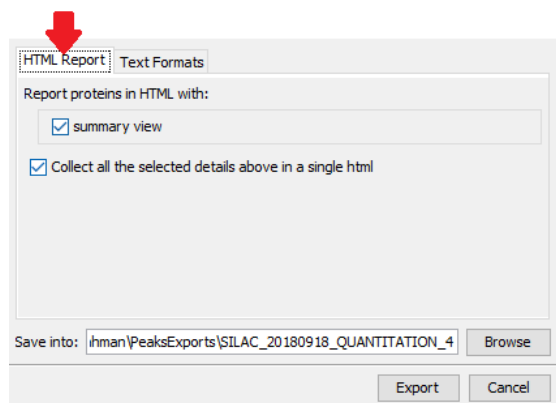 HTML Report Text Formats
Report proteins in HTML with:
summary view
Collect all the selected details above in a single html
Save into: hman\PeaksExports\SILAC_20180918_QUANTITATION_4 Browse
Export Cancel